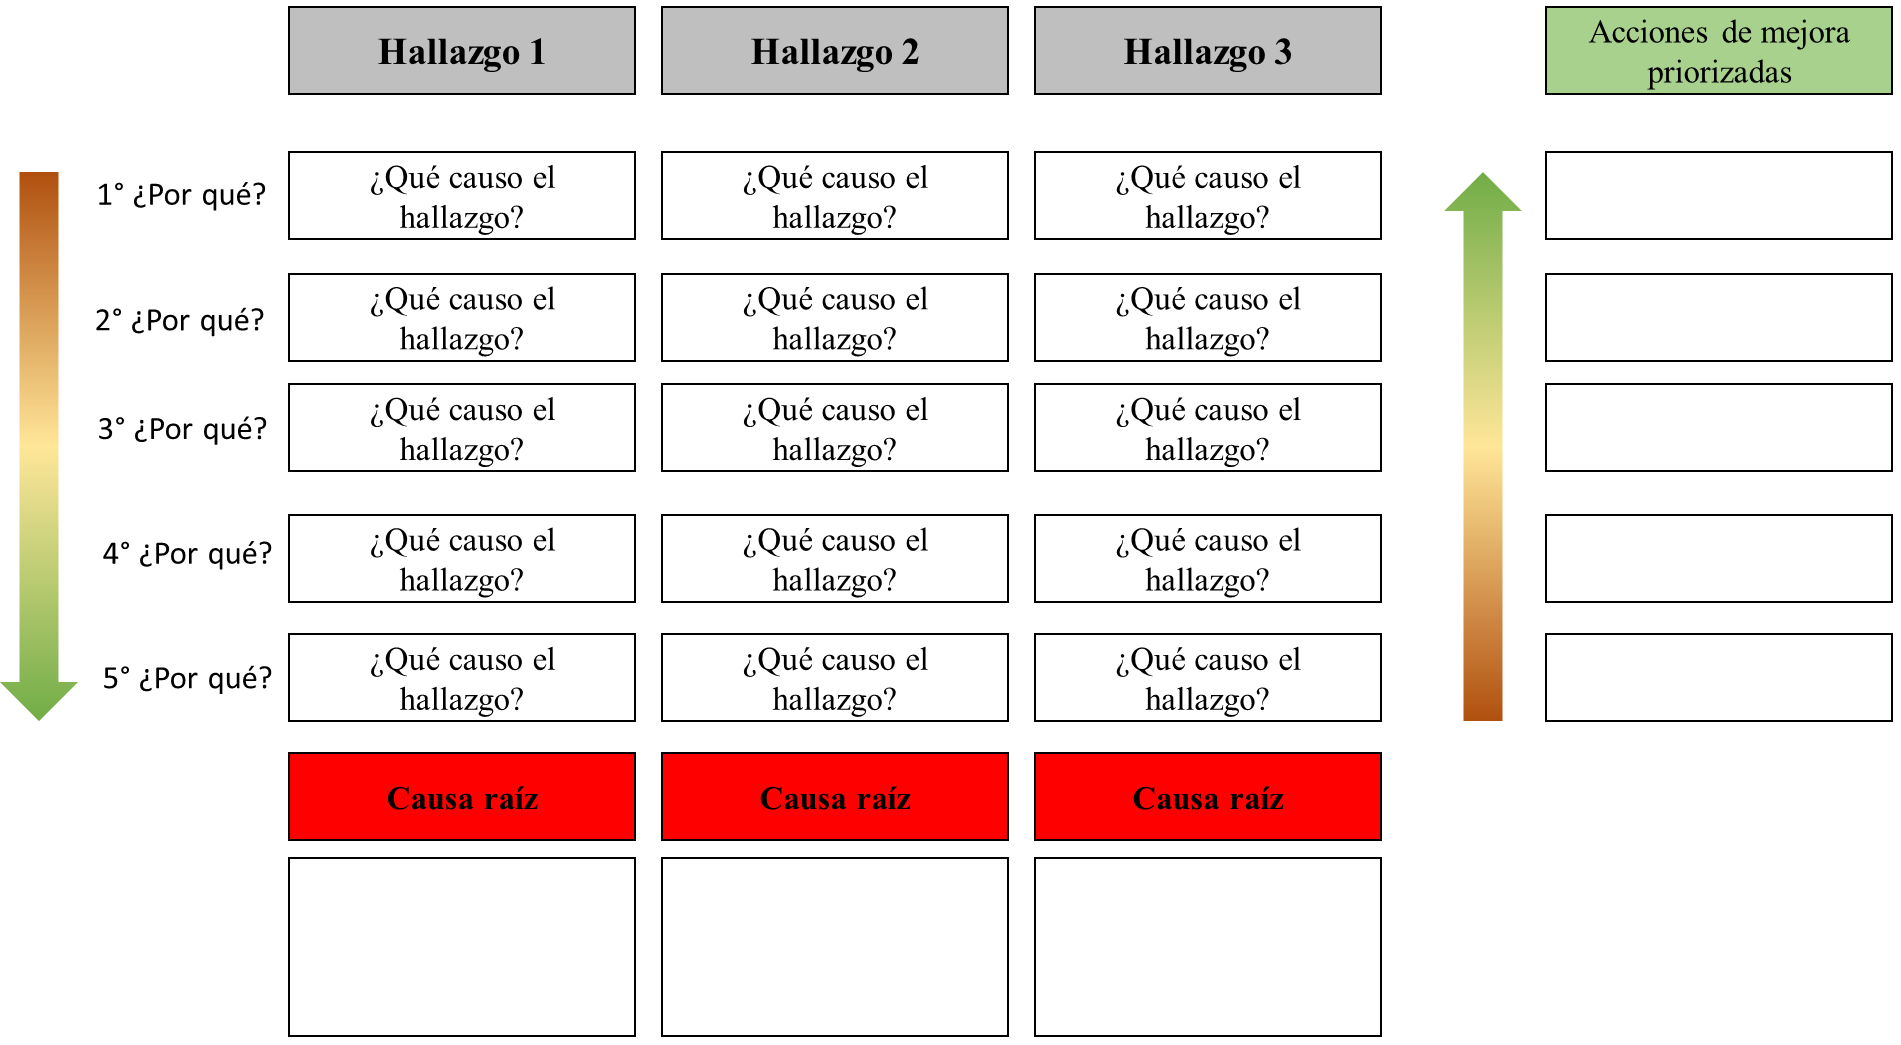 Hallazgo 1
Hallazgo 2
Hallazgo 3
Acciones de mejora
priorizadas
1° ¿Por qué?
¿Qué causo el
hallazgo?
¿Qué causo el
hallazgo?
¿Qué causo el
hallazgo?
2° ¿Por qué?
¿Qué causo el
hallazgo?
¿Qué causo el
hallazgo?
¿Qué causo el
hallazgo?
3° ¿Por qué?
¿Qué causo el
hallazgo?
¿Qué causo el
hallazgo?
¿Qué causo el
hallazgo?
4° ¿Por qué?
¿Qué causo el
hallazgo?
¿Qué causo el
hallazgo?
¿Qué causo el
hallazgo?
5° ¿Por qué?
¿Qué causo el
hallazgo?
¿Qué causo el
hallazgo?
¿Qué causo el
hallazgo?
Causa raíz
Causa raíz
Causa raíz